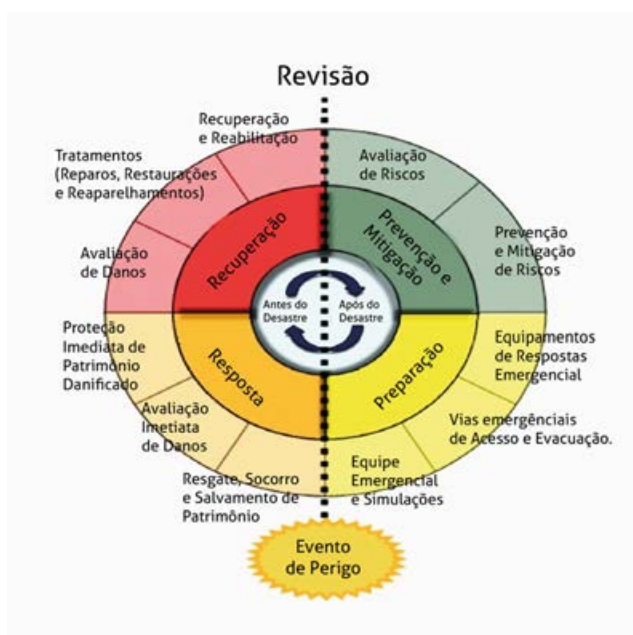 Revisão
Recuperação
e Reabilitação
Tratamentos
(Reparos, Restaurações
e Reaparelhamentos)
Avaliação
de Danos
Avaliação
de Riscos
Prevenção
e Mitigação
de Riscos
Recuperação
Prevenção e
Mitigação
Antes do
Desastre
Após do
Desastre
Resposta
Preparação
Proteção
Imediata de
Patrimônio
Danificado
Avaliação
Imetiata
de Danos
Resgate, Socorro
e Salvamento de
Patrimônio
Equipamentos
de Respostas
Emergencial
Vias emergênciais
de Acesso e Evacuação.
Equipe
Emergencial
e Simulações
Evento
de Perigo